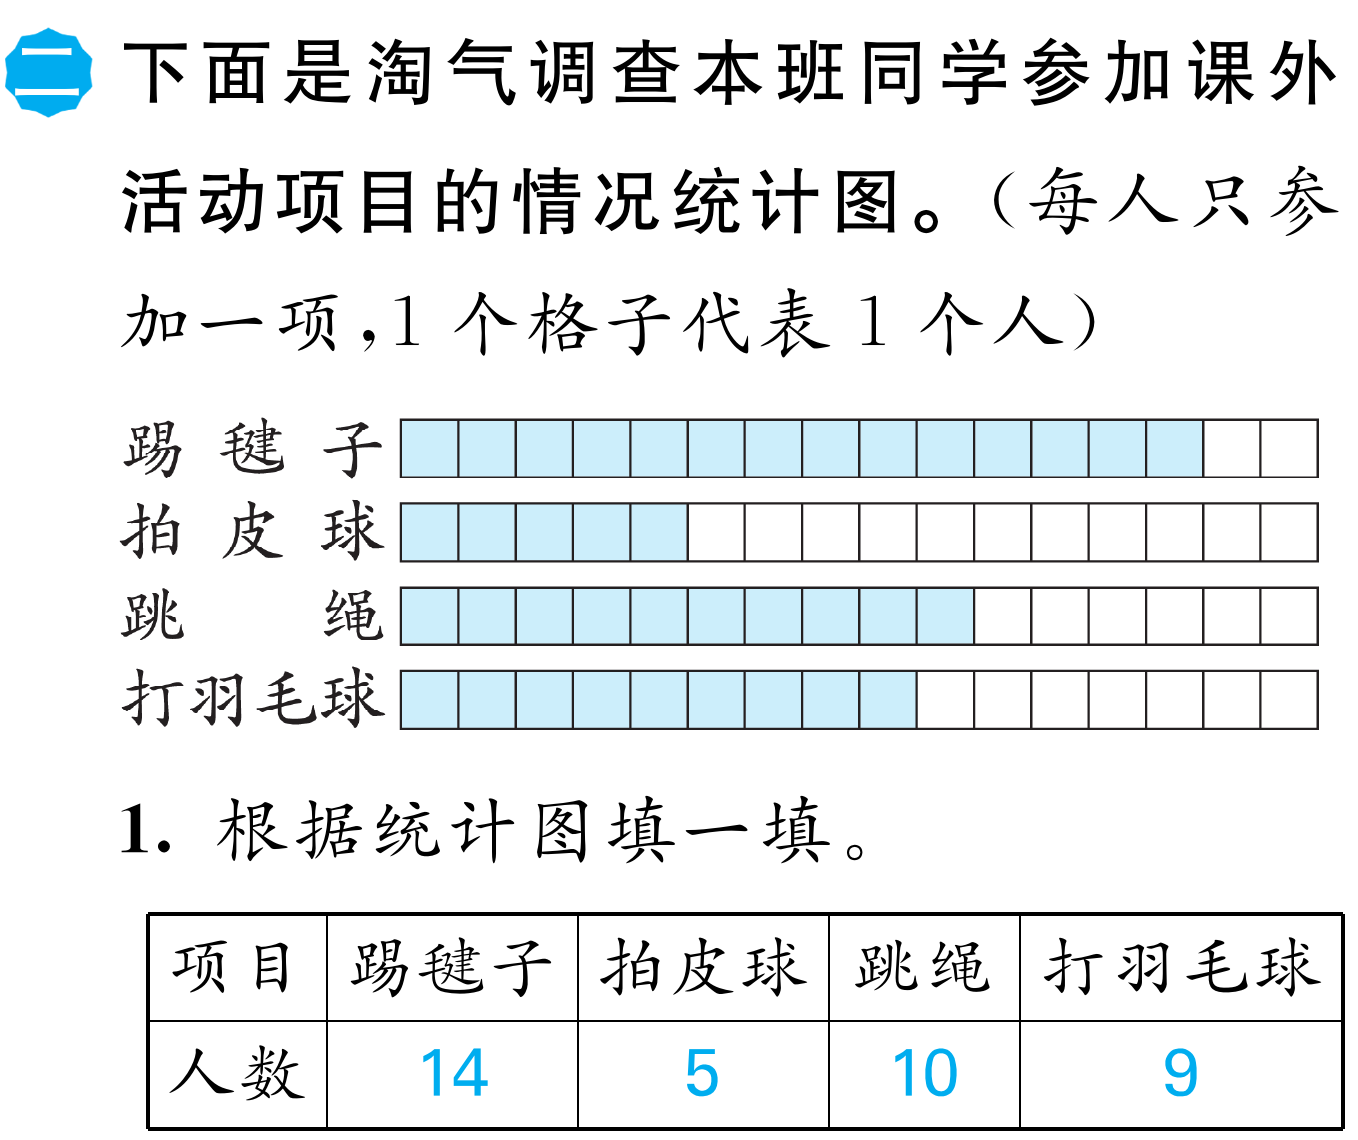 二 下面是淘气调查本班同学参加课外
活动项目的情况统计图。(每人只参
加一项,1 个格子代表 1 个人)
踢毽子
拍皮球
跳绳
打羽毛球
1. 根据统计图填一填。
项目 踢毽子 拍皮球 跳绳 打羽毛球
人数 14 5 10 9